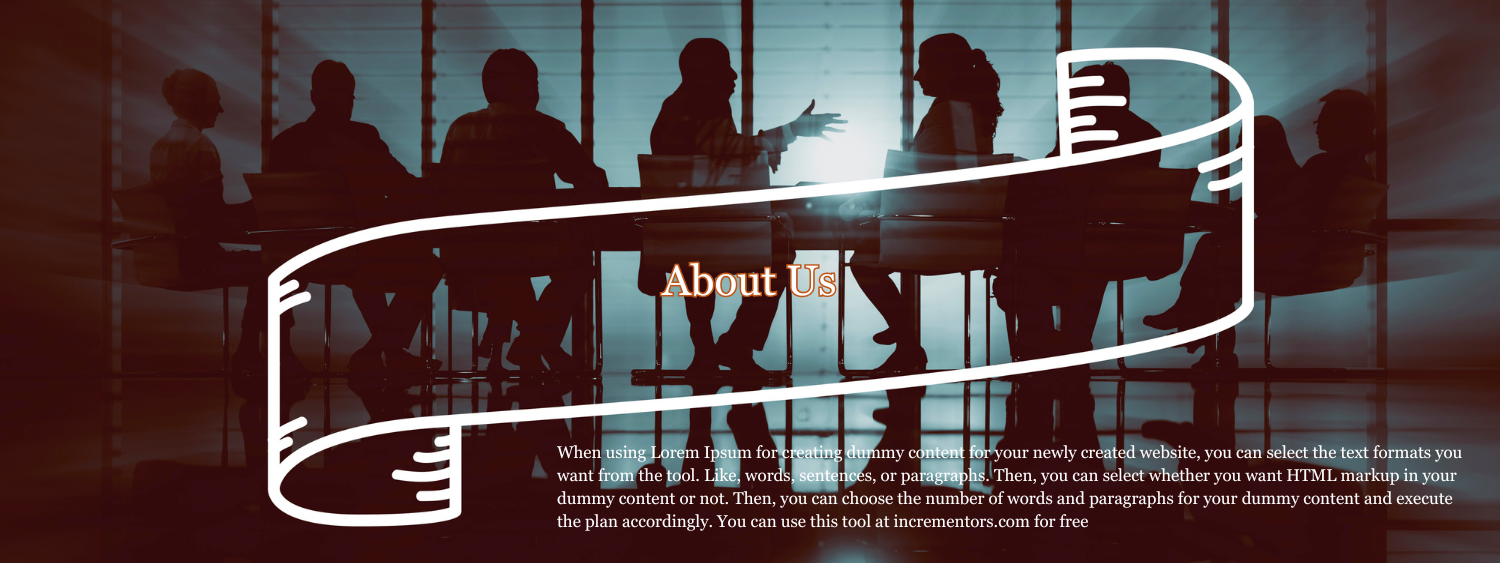 About Us
When using Lorem Ipsum for creating dummy content for your newly created website, you can select the text formats you
want from the tool. Like, words, sentences, or paragraphs. Then, you can select whether you want HTML markup in your
dummy content or not. Then, you can choose the number of words and paragraphs for your dummy content and execute
the plan accordingly. You can use this tool at incrementors.com for free